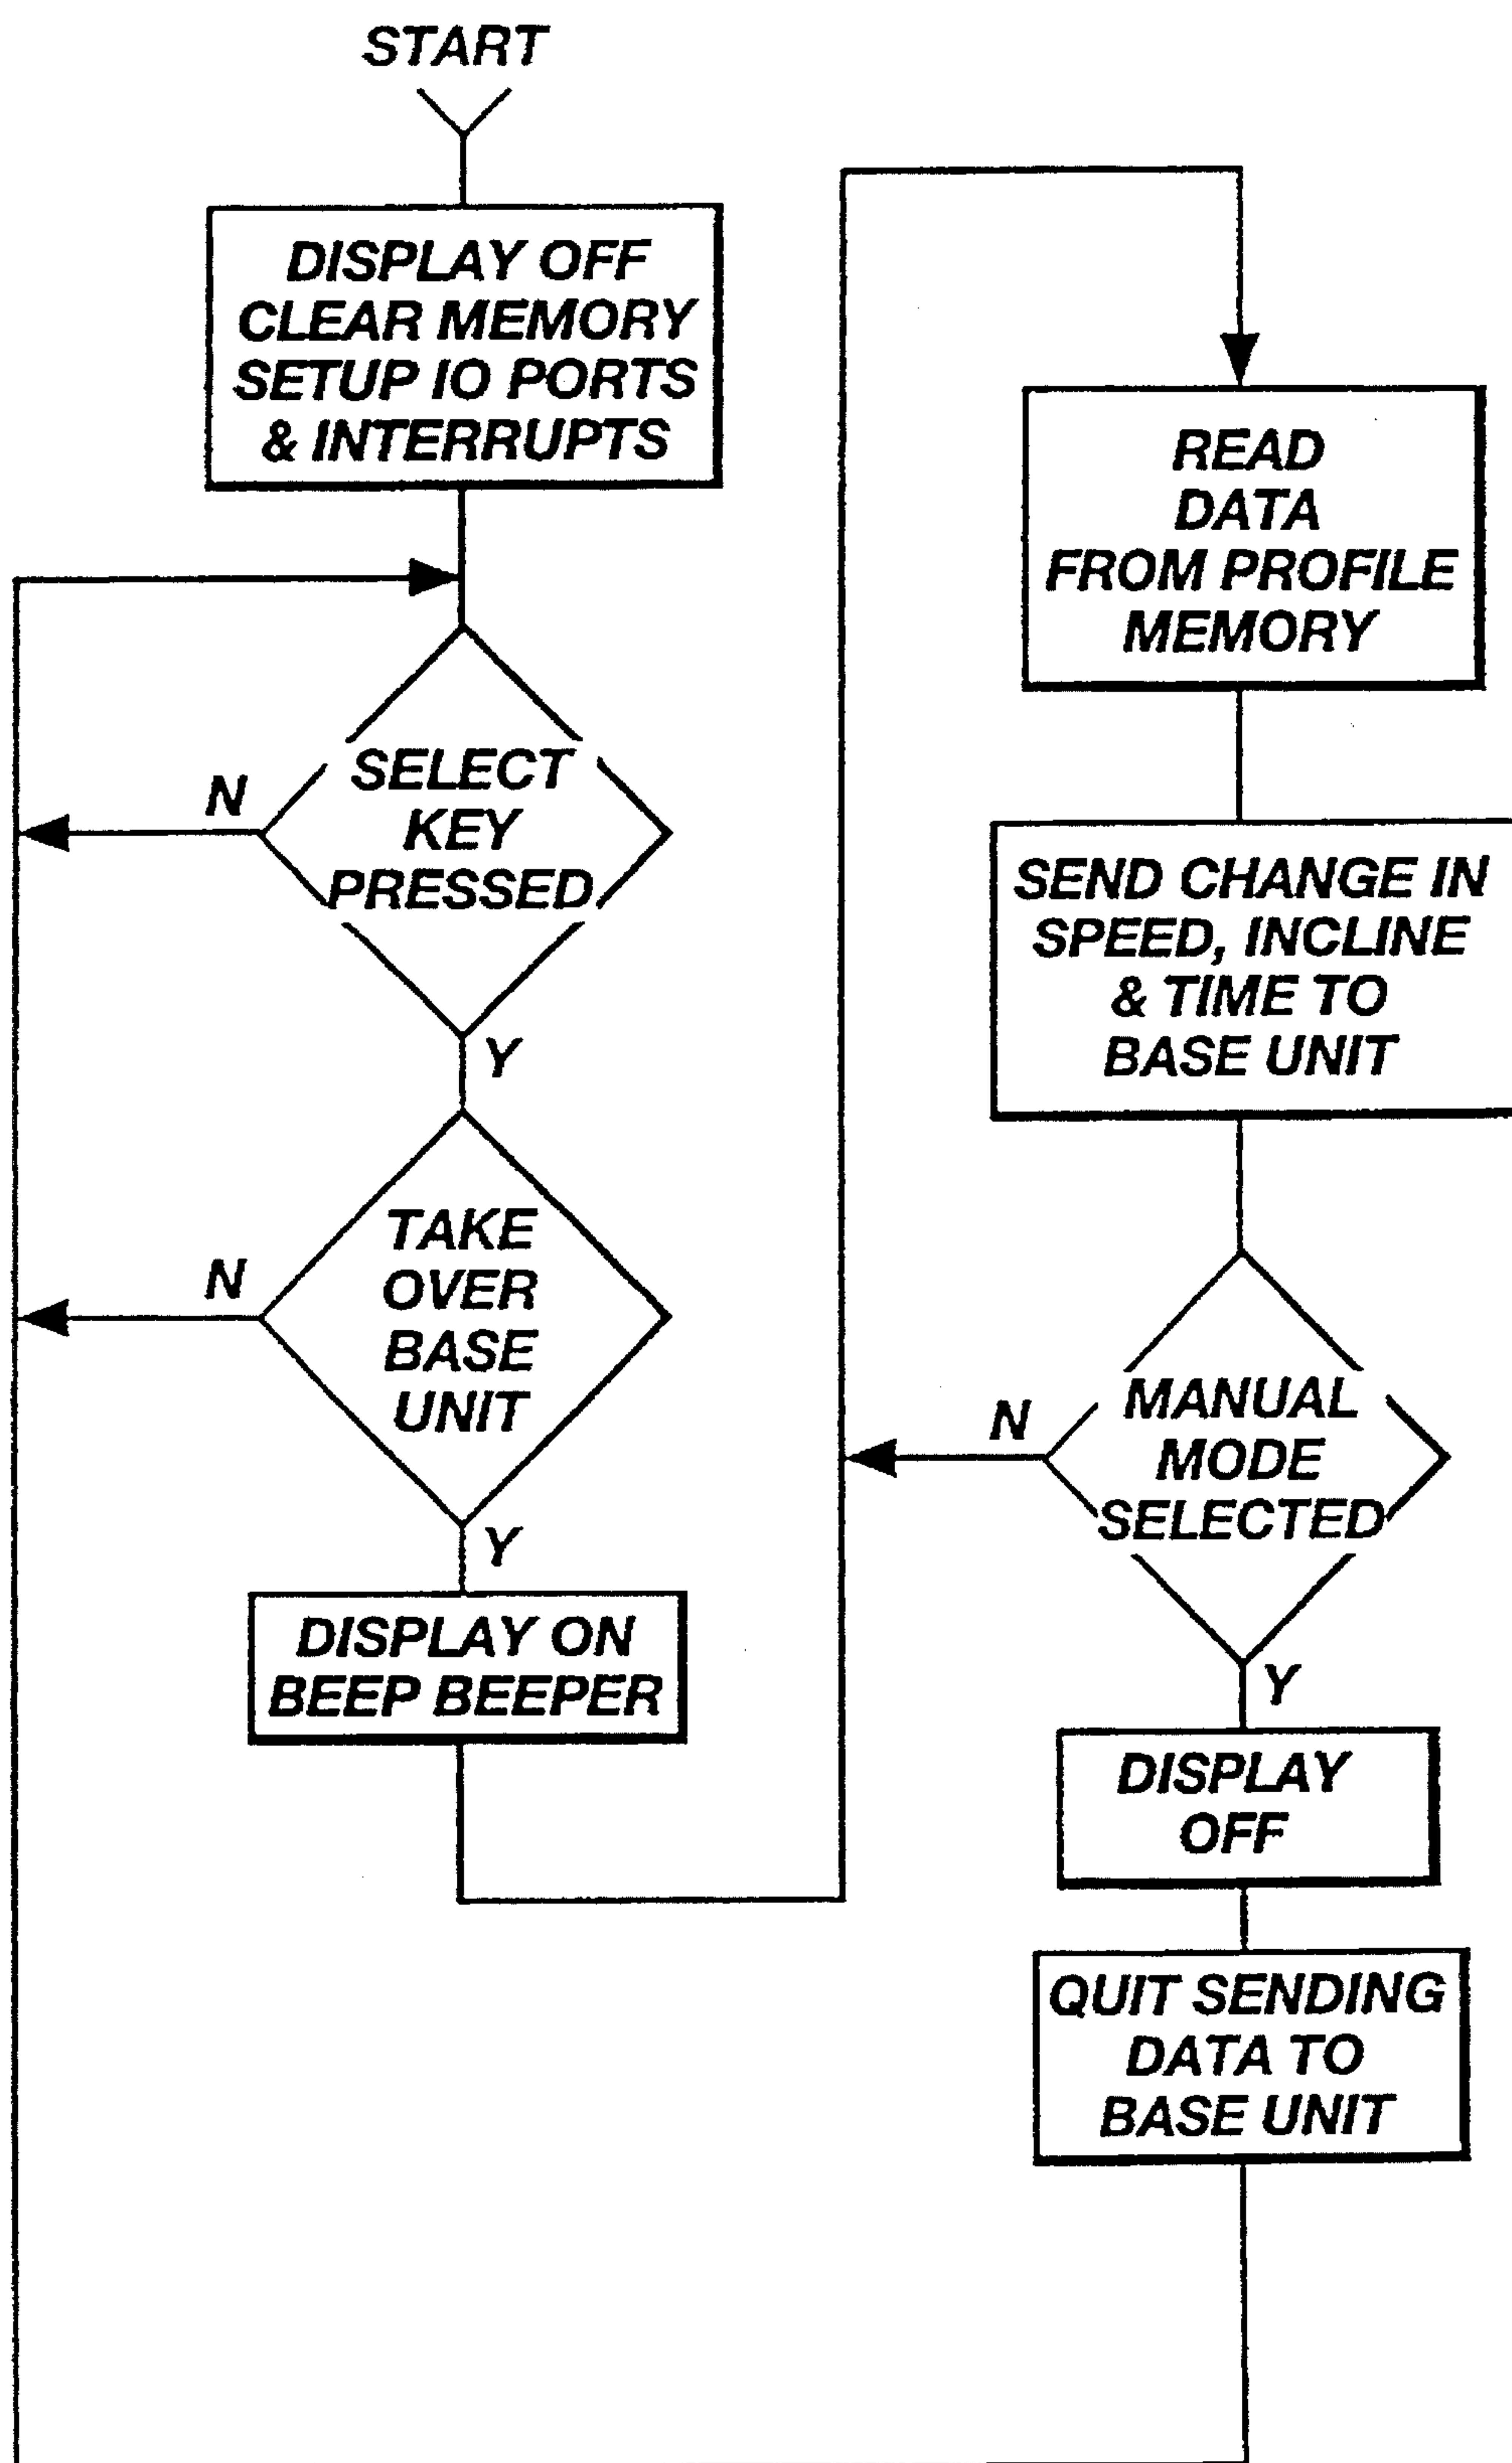 START
DISPLAY OFF
CLEAR MEMORY
SETUP IO PORTS
& INTERRUPTS
N
SELECT
KEY
PRESSED
Y
N
TAKE
OVER
BASE
UNIT
Y
DISPLAY ON
BEEP BEEPER
READ
DATA
FROM PROFILE
MEMORY
SEND CHANGE IN
SPEED, INCLINE
& TIME TO
BASE UNIT
N
MANUAL
MODE
SELECTED
Y
DISPLAY
OFF
QUIT SENDING
DATA TO
BASE UNIT